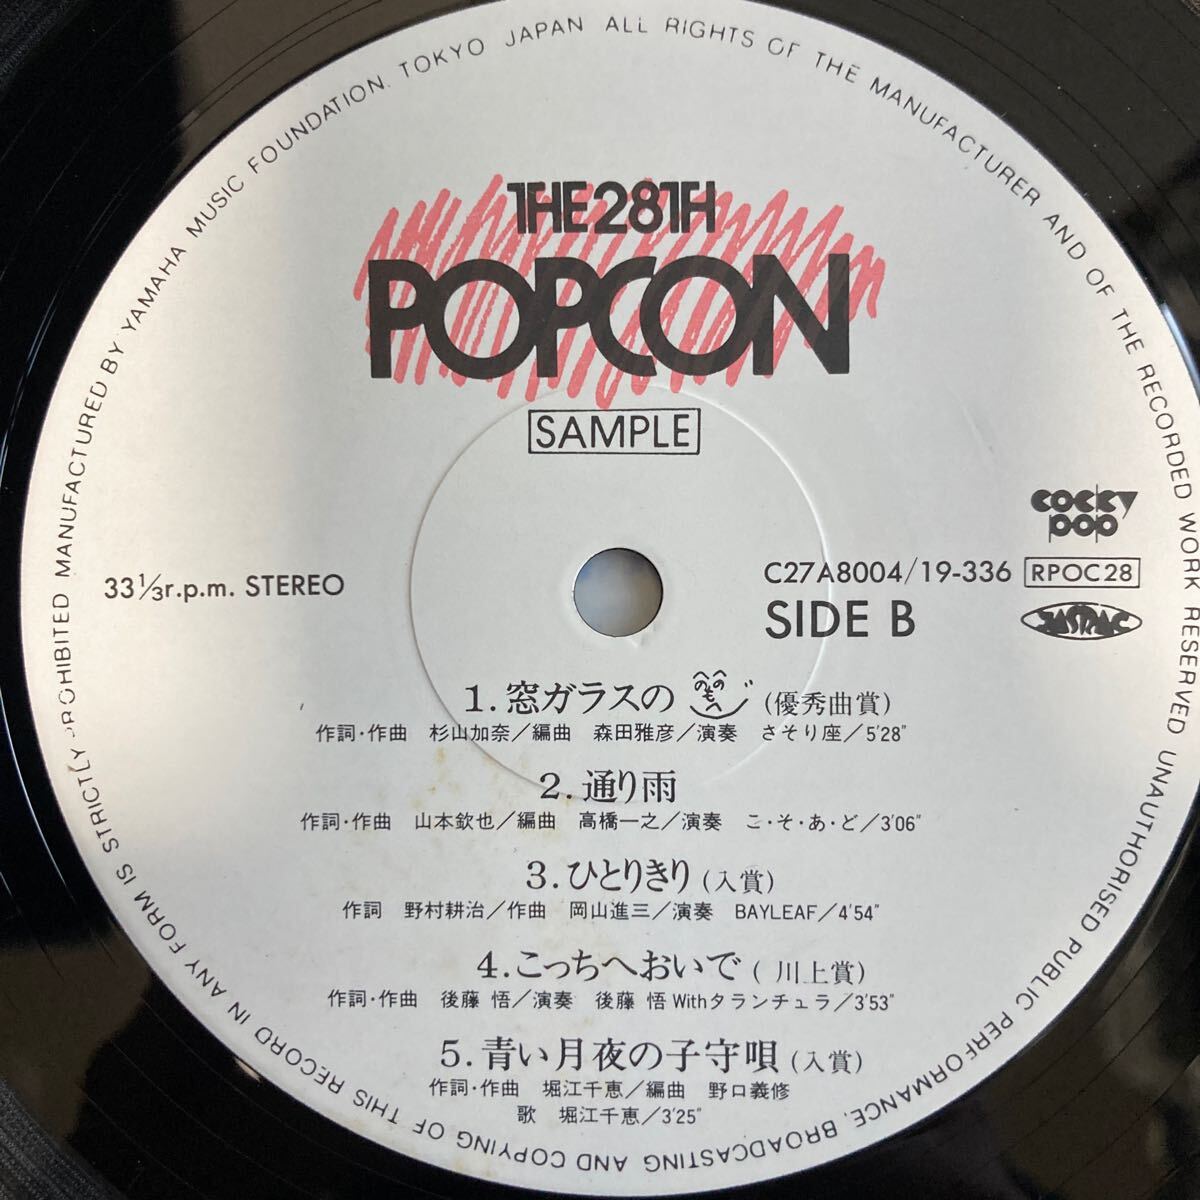 THE 28TH
POPCON
SAMPLE
cocky
pop
33 1/3 r.p.m. STEREO
C27A8004/19-336 RPOC28
SIDE B
JASRAC
1. 窓ガラスの へのへのもへじ (優秀曲賞)
作詞・作曲 杉山加奈/編曲 森田雅彦/演奏 さそり座/5'28"
2. 通り雨
作詞・作曲 山本欽也/編曲 高橋一之/演奏 こ・そ・あ・ど/3'06"
3. ひとりきり (入賞)
作詞 野村耕治/作曲 岡山進三/演奏 BAYLEAF/4'54"
4. こっちへおいで (川上賞)
作詞・作曲 後藤 悟/演奏 後藤 悟Withタランチュラ/3'53"
5. 青い月夜の子守唄 (入賞)
作詞・作曲 堀江千恵/編曲 野口義修
歌 堀江千恵/3'25"
MANUFACTURED BY YAMAHA MUSIC FOUNDATION. TOKYO JAPAN ALL RIGHTS OF THE MANUFACTURER AND OF THE RECORDED WORK RESERVED UNAUTHORISED PUBLIC PERFORMANCE. BROADCASTING AND COPYING OF THIS RECORD IN ANY FORM IS STRICTLY PROHIBITED